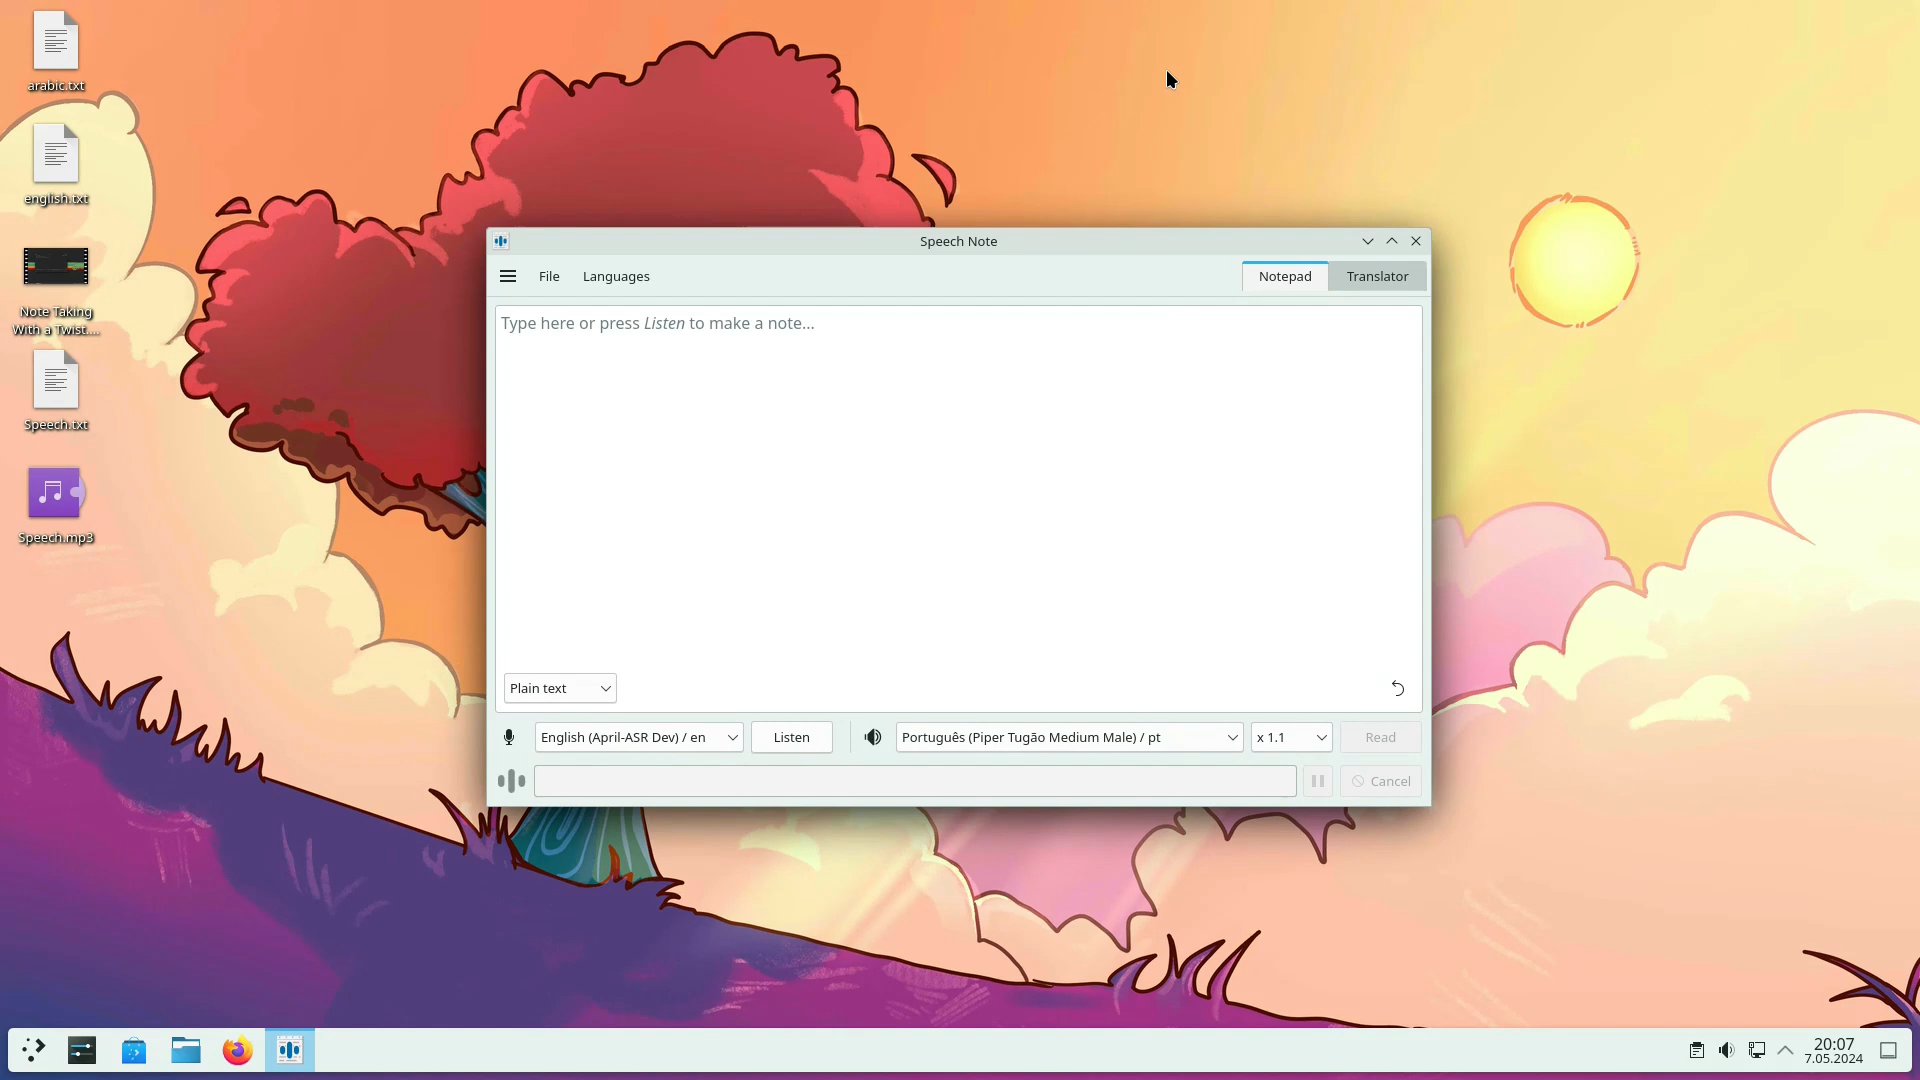 arabic.txt
english.txt
Note Taking
With a Twist....
Speech.txt
Speech.mp3
Speech Note
File
Languages
Notepad
Translator
Type here or press Listen to make a note...
Plain text
English (April-ASR Dev) / en
Listen
Português (Piper Tugão Medium Male) / pt
x 1.1
Read
Cancel
20:07
7.05.2024